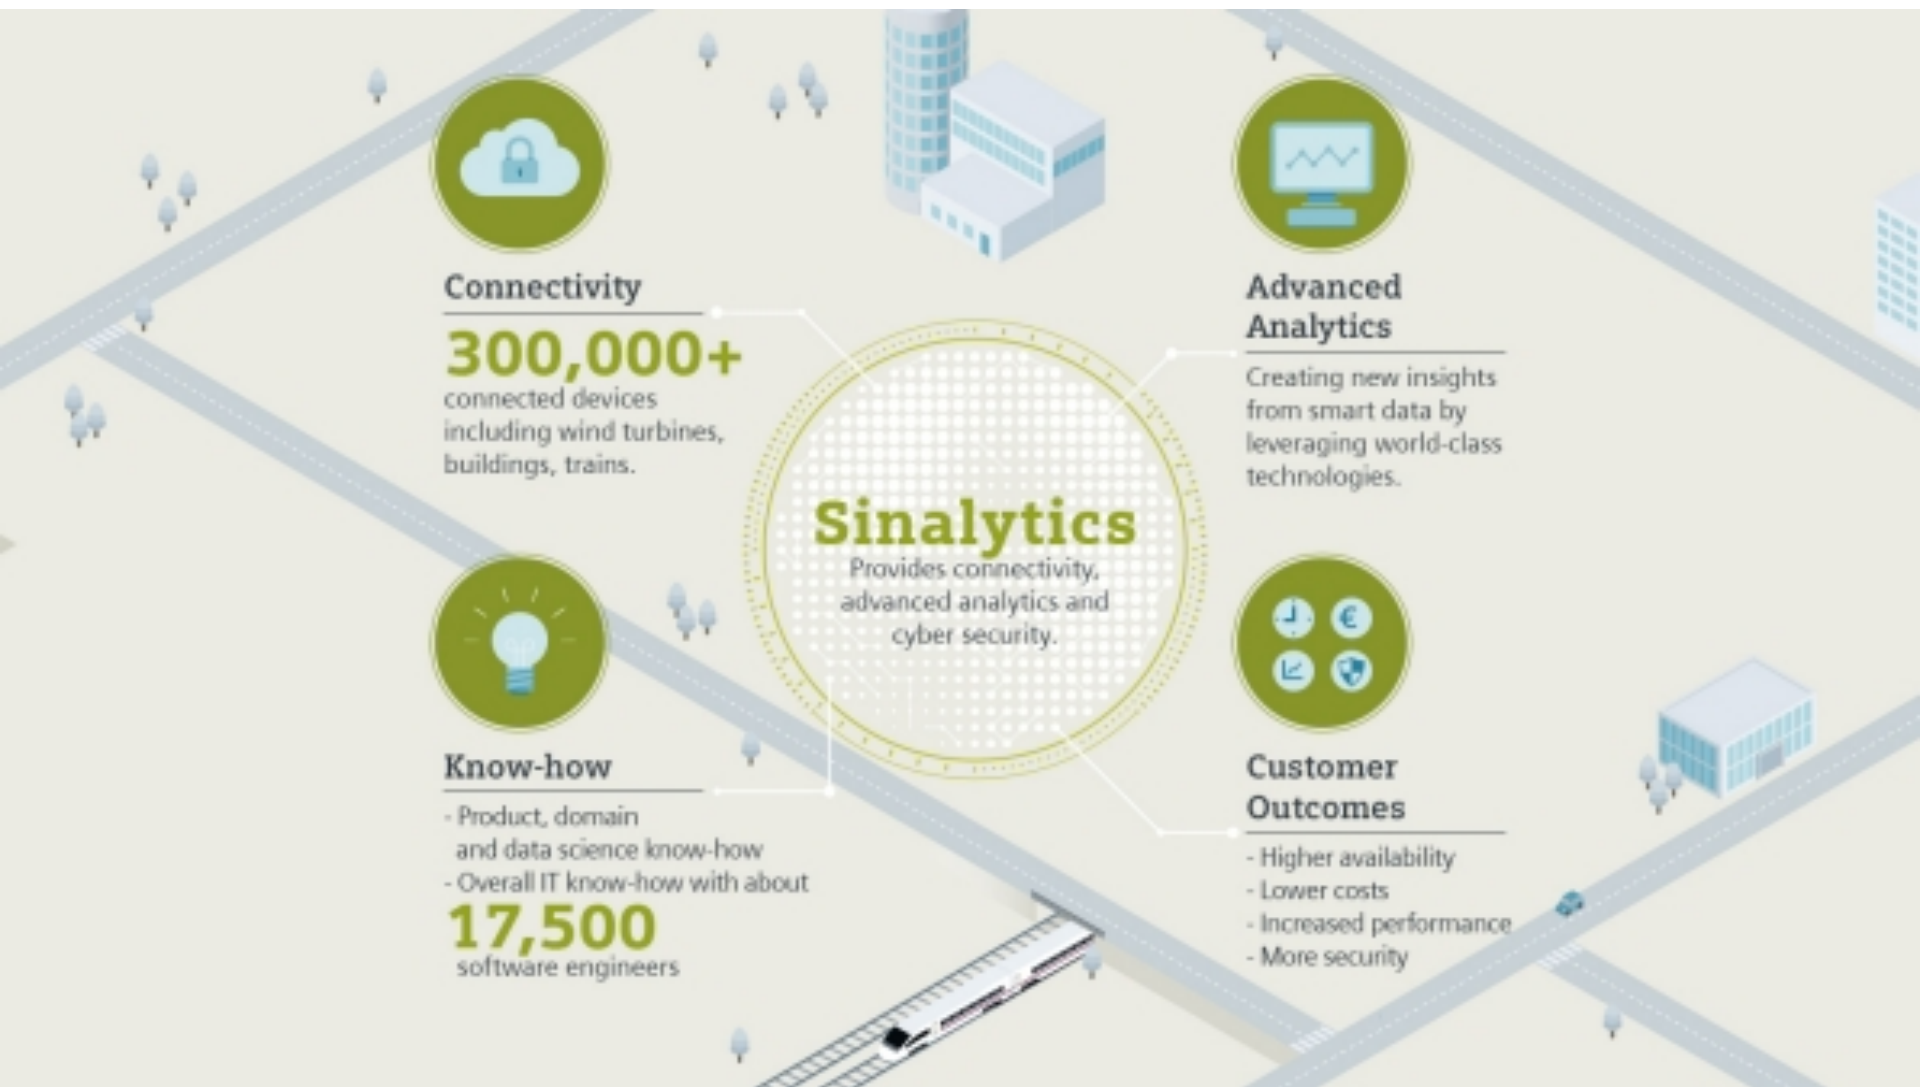 Connectivity
300,000+
connected devices
including wind turbines,
buildings, trains.
Advanced
Analytics
Creating new insights
from smart data by
leveraging world-class
technologies.
Sinalytics
Provides connectivity,
advanced analytics and
cyber security.
Know-how
- Product, domain
and data science know-how
- Overall IT know-how with about
17,500
software engineers
€
Customer
Outcomes
- Higher availability
- Lower costs
- Increased performance
- More security